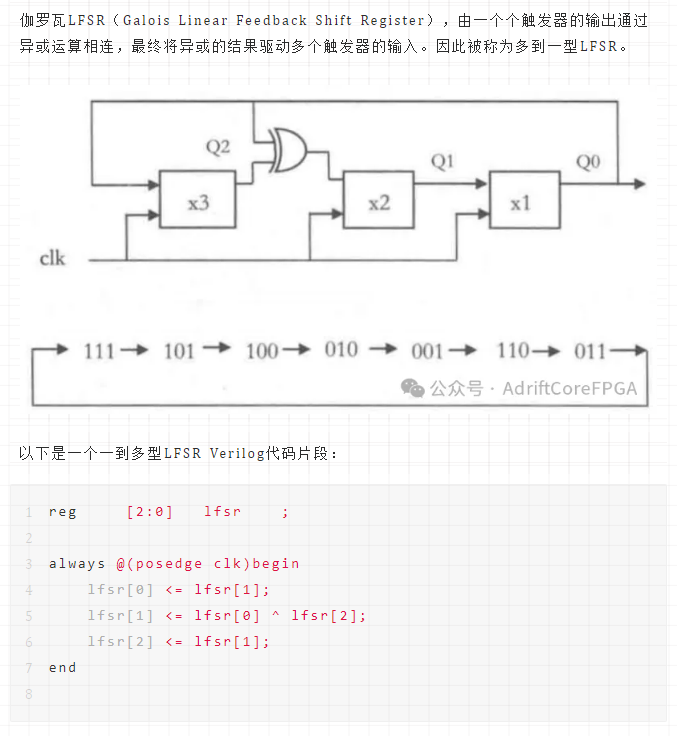 伽罗瓦LFSR（Galois Linear Feedback Shift Register），由一个个触发器的输出通过
异或运算相连，最终将异或的结果驱动多个触发器的输入。因此被称为多到一型LFSR。
Q2
Q1
Q0
x3
x2
x1
clk
111 101 100 010 001 110 011
公众号 · AdriftCoreFPGA
以下是一个一到多型LFSR Verilog代码片段：
1 reg [2:0] lfsr ;
2
3 always @(posedge clk)begin
4 lfsr[0] <= lfsr[1];
5 lfsr[1] <= lfsr[0] ^ lfsr[2];
6 lfsr[2] <= lfsr[1];
7 end
8